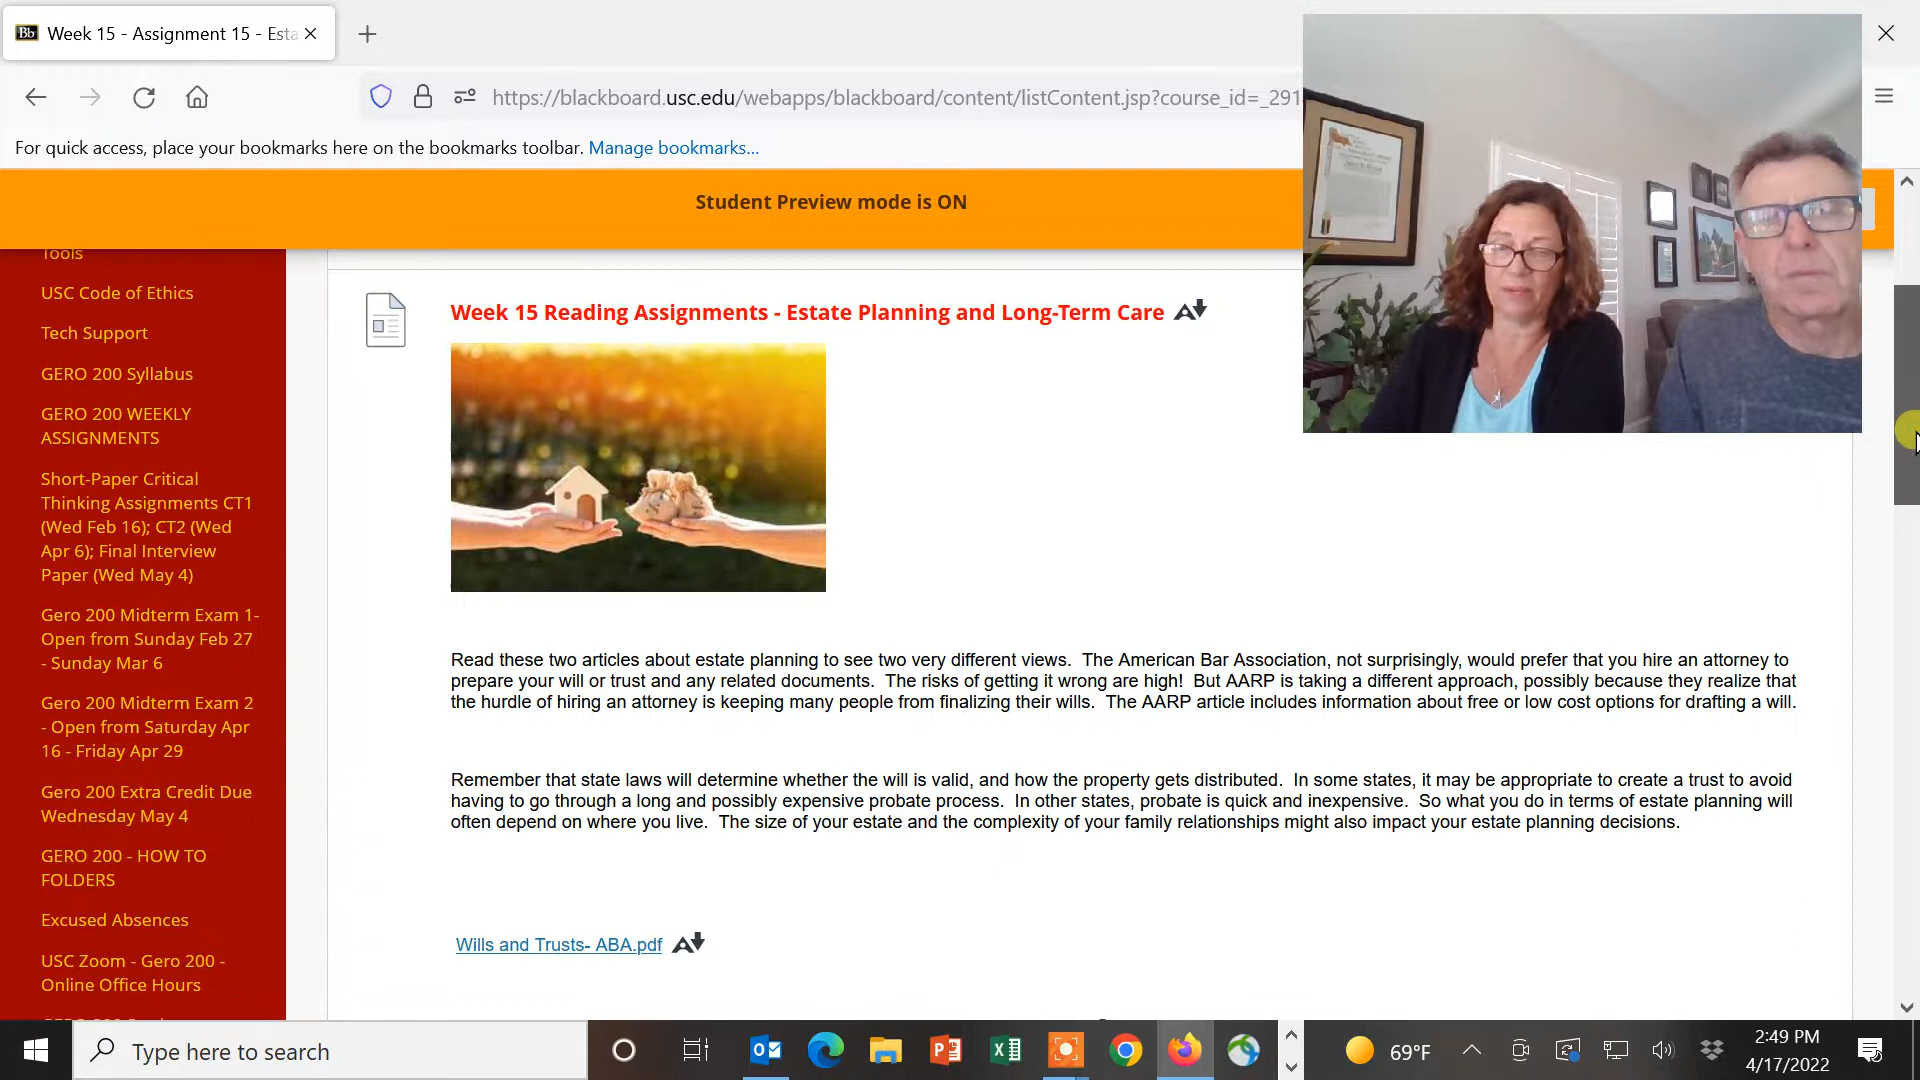 Bb Week 15 - Assignment 15 - Esta
https://blackboard.usc.edu/webapps/blackboard/content/listContent.jsp?course_id=_291
For quick access, place your bookmarks here on the bookmarks toolbar. Manage bookmarks...
Student Preview mode is ON
Tools
USC Code of Ethics
Tech Support
GERO 200 Syllabus
GERO 200 WEEKLY
ASSIGNMENTS
Short-Paper Critical
Thinking Assignments CT1
(Wed Feb 16); CT2 (Wed
Apr 6); Final Interview
Paper (Wed May 4)
Gero 200 Midterm Exam 1-
Open from Sunday Feb 27
- Sunday Mar 6
Gero 200 Midterm Exam 2
- Open from Saturday Apr
16 - Friday Apr 29
Gero 200 Extra Credit Due
Wednesday May 4
GERO 200 - HOW TO
FOLDERS
Excused Absences
USC Zoom - Gero 200 -
Online Office Hours
Week 15 Reading Assignments - Estate Planning and Long-Term Care
Read these two articles about estate planning to see two very different views. The American Bar Association, not surprisingly, would prefer that you hire an attorney to
prepare your will or trust and any related documents. The risks of getting it wrong are high! But AARP is taking a different approach, possibly because they realize that
the hurdle of hiring an attorney is keeping many people from finalizing their wills. The AARP article includes information about free or low cost options for drafting a will.
Remember that state laws will determine whether the will is valid, and how the property gets distributed. In some states, it may be appropriate to create a trust to avoid
having to go through a long and possibly expensive probate process. In other states, probate is quick and inexpensive. So what you do in terms of estate planning will
often depend on where you live. The size of your estate and the complexity of your family relationships might also impact your estate planning decisions.
Wills and Trusts- ABA.pdf
Type here to search
69°F
2:49 PM
4/17/2022